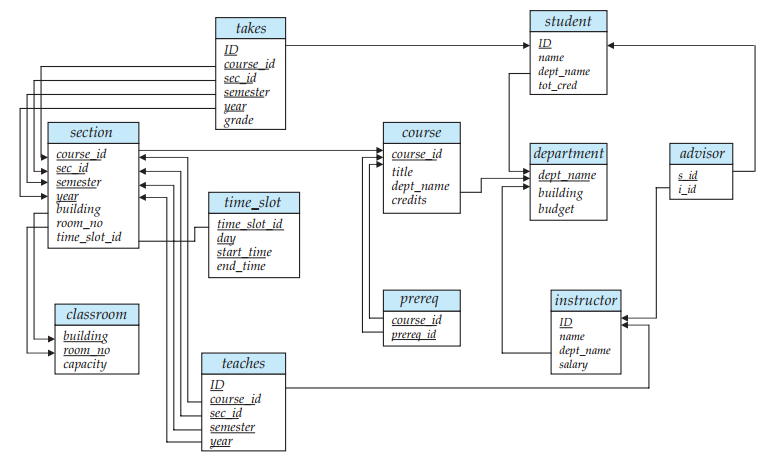 takes
ID
course_id
sec_id
semester
year
grade
student
ID
name
dept_name
tot_cred
section
course_id
sec_id
semester
year
building
room_no
time_slot_id
course
course_id
title
dept_name
credits
department
dept_name
building
budget
advisor
s_id
i_id
time_slot
time_slot_id
day
start_time
end_time
classroom
building
room_no
capacity
prereq
course_id
prereq_id
instructor
ID
name
dept_name
salary
teaches
ID
course_id
sec_id
semester
year